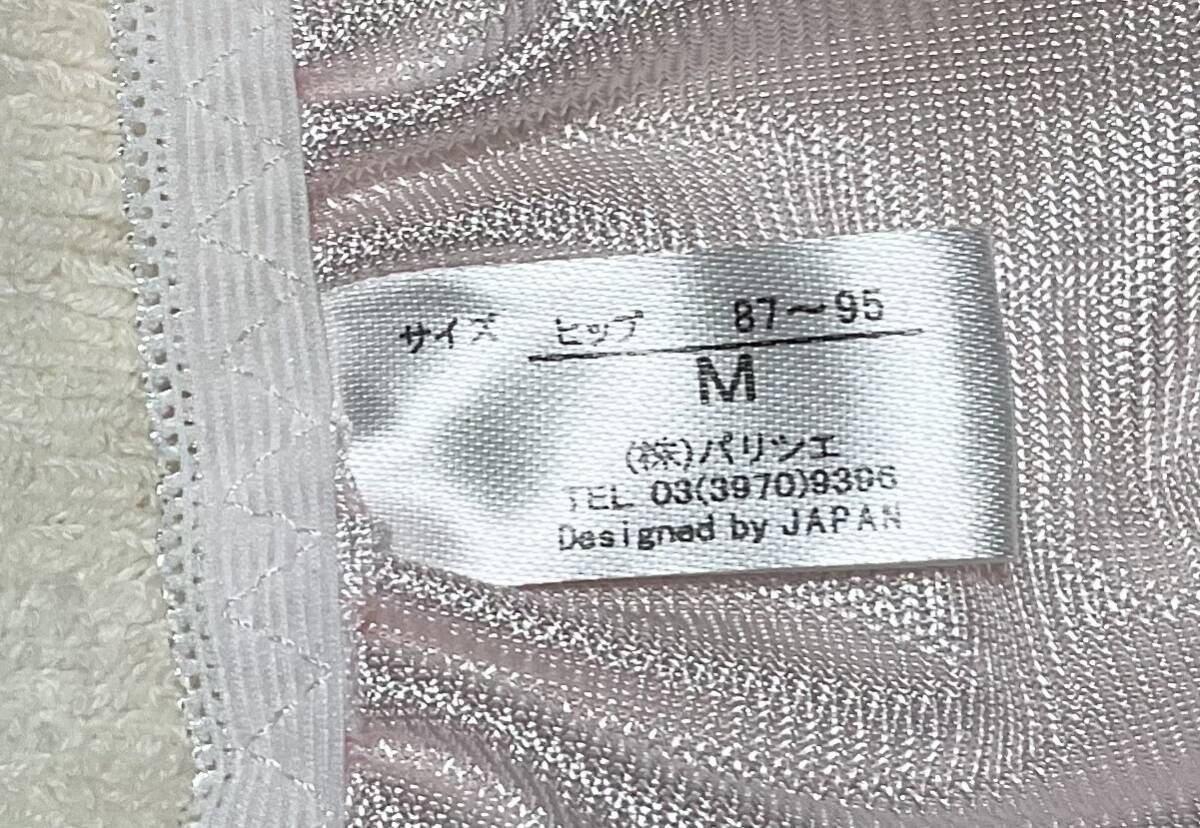 サイズ ヒップ 87〜95
M
(株)パリツエ
TEL 03(3970)9396
Designed by JAPAN